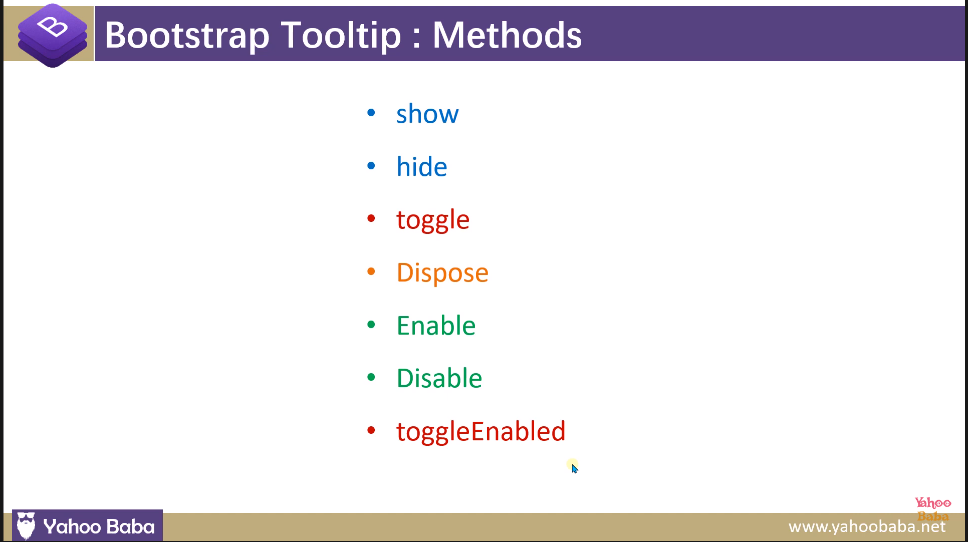 B
Bootstrap Tooltip : Methods
• show
• hide
• toggle
• Dispose
• Enable
• Disable
• toggleEnabled
Yahoo
Baba
Yahoo Baba
www.yahoobaba.net